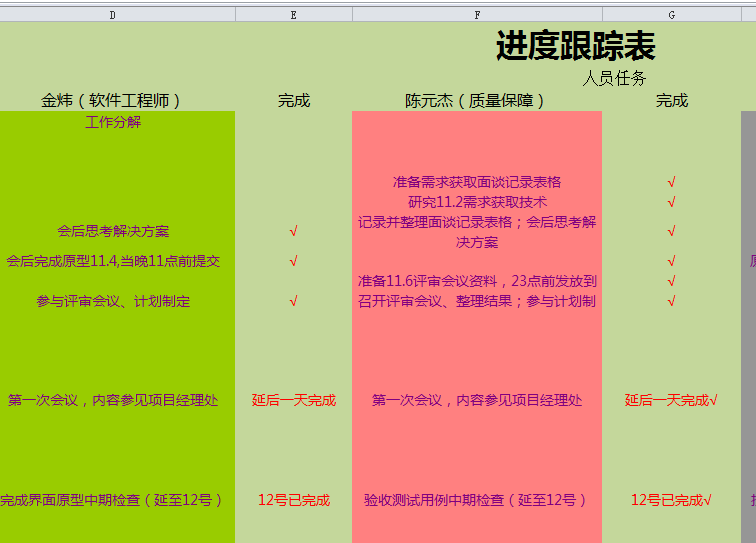 D E F G
进度跟踪表
人员任务
金炜（软件工程师） 完成 陈元杰（质量保障） 完成
工作分解
准备需求获取面谈记录表格 √
研究11.2需求获取技术 √
记录并整理面谈记录表格；会后思考解
会后思考解决方案 √ 决方案 √
会后完成原型11.4,当晚11点前提交 √ √
准备11.6评审会议资料，23点前发放到 √
参与评审会议、计划制定 √ 召开评审会议、整理结果；参与计划制 √
第一次会议，内容参见项目经理处 延后一天完成 第一次会议，内容参见项目经理处 延后一天完成√
完成界面原型中期检查（延至12号） 12号已完成 验收测试用例中期检查（延至12号） 12号已完成√